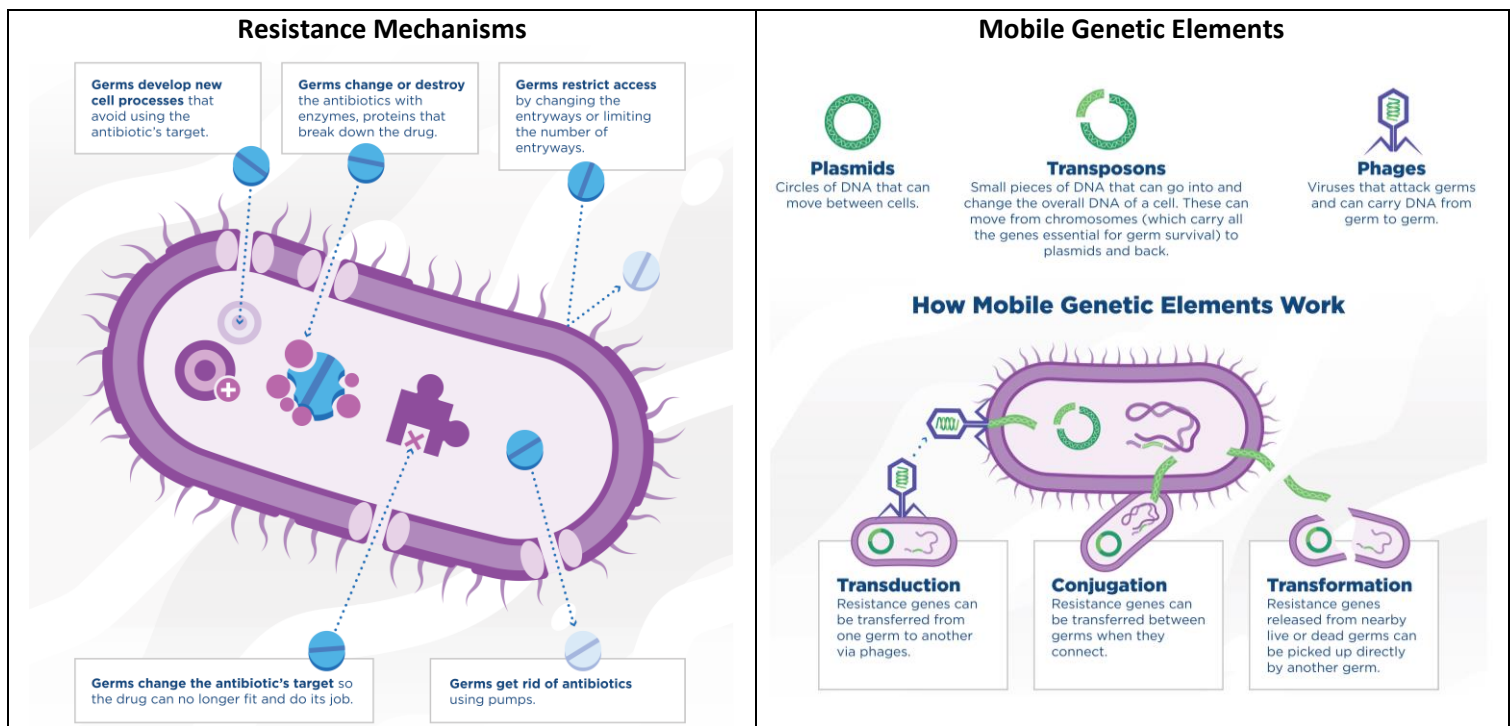 Resistance Mechanisms
Germs develop new
cell processes that
avoid using the
antibiotic's target.
Germs change or destroy
the antibiotics with
enzymes, proteins that
break down the drug.
Germs restrict access
by changing the
entryways or limiting
the number of
entryways.
Germs change the antibiotic's target so
the drug can no longer fit and do its job.
Germs get rid of antibiotics
using pumps.
Mobile Genetic Elements
Plasmids
Circles of DNA that can
move between cells.
Transposons
Small pieces of DNA that can go into and
change the overall DNA of a cell. These can
move from chromosomes (which carry all
the genes essential for germ survival) to
plasmids and back.
Phages
Viruses that attack germs
and can carry DNA from
germ to germ.
How Mobile Genetic Elements Work
Transduction
Resistance genes can
be transferred from
one germ to another
via phages.
Conjugation
Resistance genes can
be transferred between
germs when they
connect.
Transformation
Resistance genes
released from nearby
live or dead germs can
be picked up directly
by another germ.